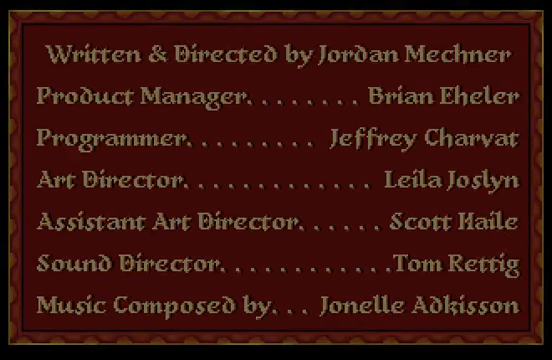 Written & Directed by Jordan Mechner
Product Manager. . . . . . . . Brian Eheler
Programmer. . . . . . . . . Jeffrey Charvat
Art Director. . . . . . . . . . . . . Leila Joslyn
Assistant Art Director. . . . . . Scott Haile
Sound Director. . . . . . . . . . . .Tom Rettig
Music Composed by. . . Jonelle Adkisson